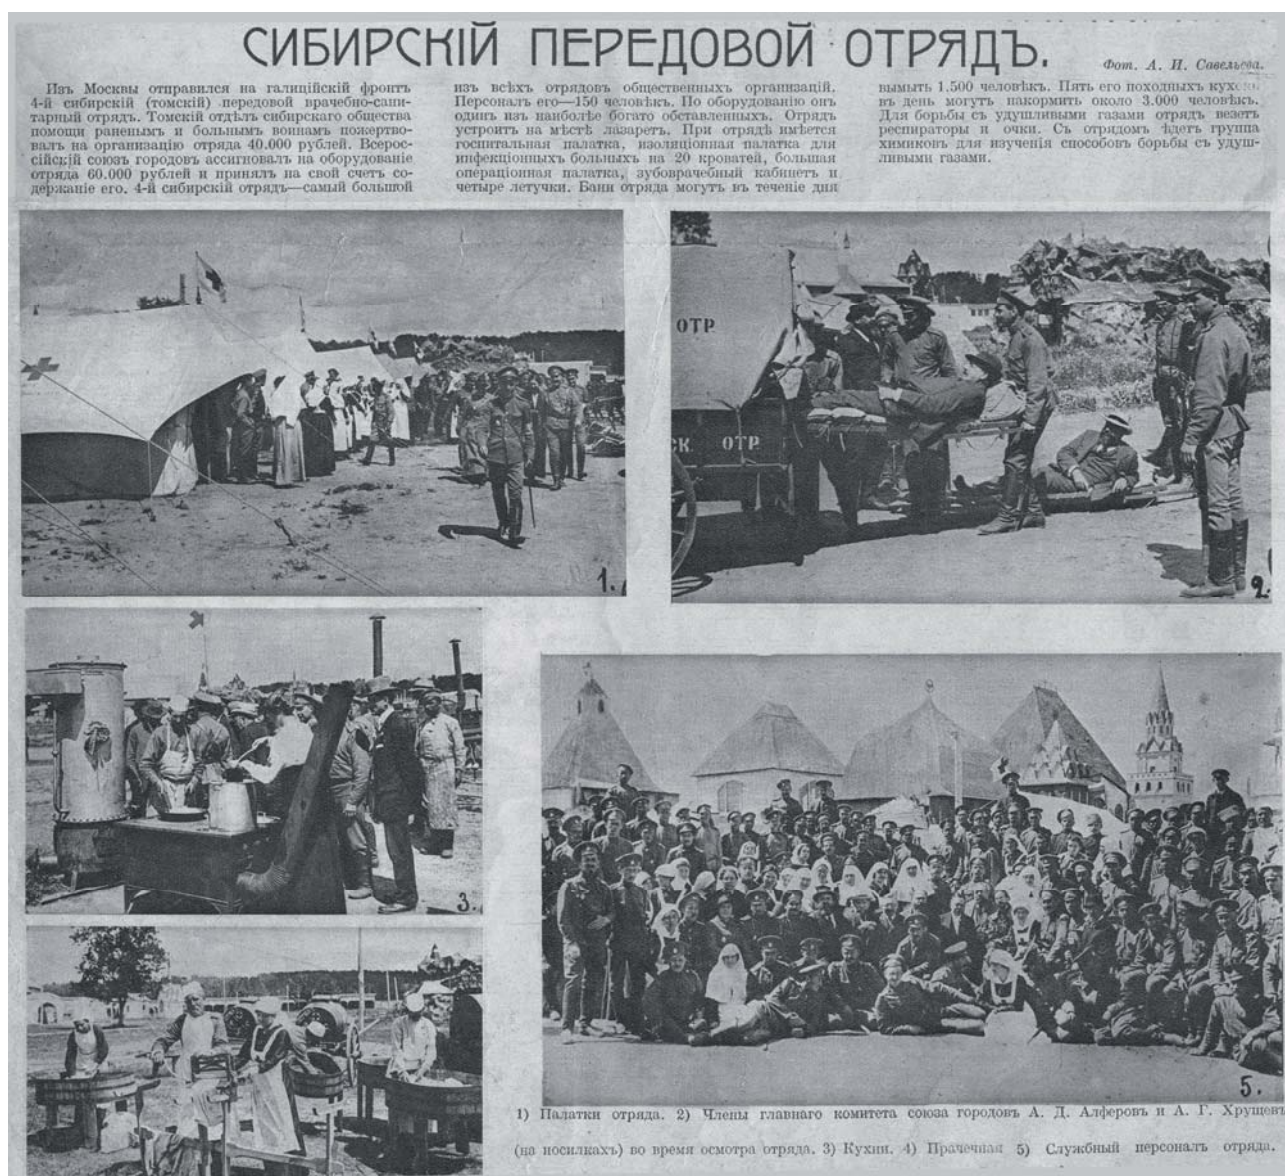 СИБИРСКІЙ ПЕРЕДОВОЙ ОТРЯДЪ.
Фот. А. И. Савельева.
Изъ Москвы отправился на галиційскій фронтъ
4-й сибирскій (томскій) передовой врачебно-сани-
тарный отрядъ. Томскій отдѣлъ сибирскаго общества
помощи раненымъ и больнымъ воинамъ пожертво-
валъ на организацію отряда 40.000 рублей. Всерос-
сійскій союзъ городовъ ассигновалъ на оборудованіе
отряда 60.000 рублей и принялъ на свой счетъ со-
держаніе его. 4-й сибирскій отрядъ—самый большой
изъ всѣхъ отрядовъ общественныхъ организацій.
Персоналъ его—150 человѣкъ. По оборудованію онъ
одинъ изъ наиболѣе богато обставленныхъ. Отрядъ
устроитъ на мѣстѣ лазаретъ. При отрядѣ имѣется
госпитальная палатка, изоляціонная палатка для
инфекціонныхъ больныхъ на 20 кроватей, большая
операціонная палатка, зубоврачебный кабинетъ и
четыре летучки. Бани отряда могутъ въ теченіе дня
вымыть 1.500 человѣкъ. Пять его походныхъ кухонь
въ день могутъ накормить около 3.000 человѣкъ.
Для борьбы съ удушливыми газами отрядъ везетъ
респираторы и очки. Съ отрядомъ ѣдетъ группа
химиковъ для изученія способовъ борьбы съ удуш-
ливыми газами.
1.
ОТР.
СК. ОТР.
2.
3.
5.
1) Палатки отряда. 2) Члены главнаго комитета союза городовъ А. Д. Алферовъ и А. Г. Хрущевъ
(на носилкахъ) во время осмотра отряда. 3) Кухни. 4) Прачечная 5) Службный персоналъ отряда.